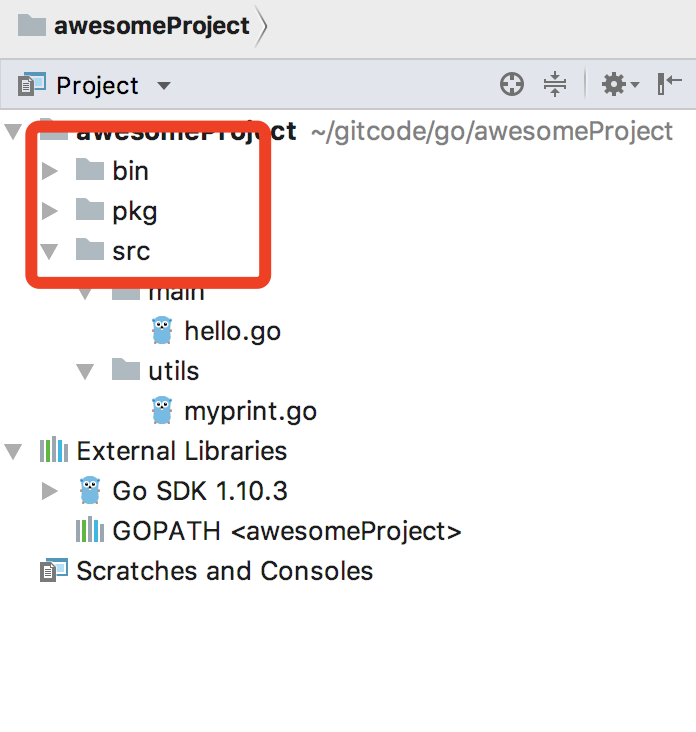 awesomeProject
Project
awesomeProject ~/gitcode/go/awesomeProject
bin
pkg
src
main
hello.go
utils
myprint.go
External Libraries
Go SDK 1.10.3
GOPATH <awesomeProject>
Scratches and Consoles